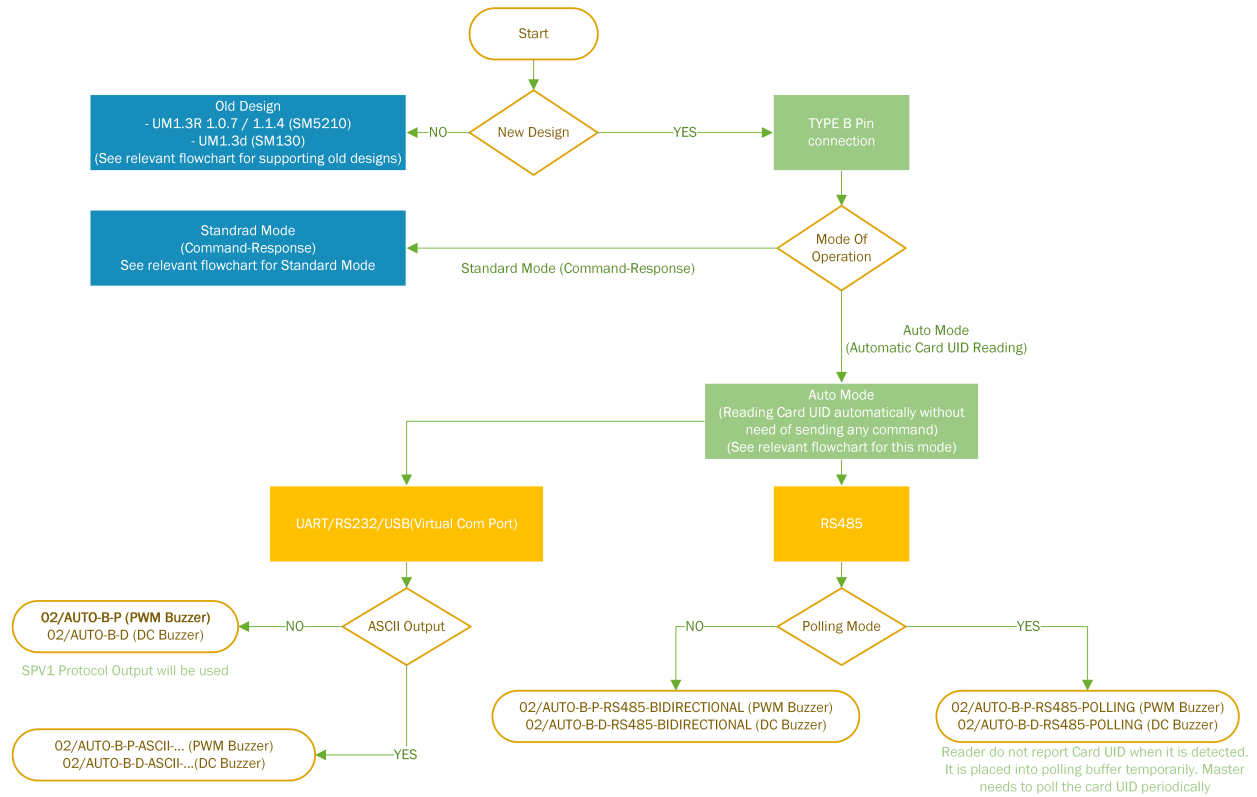 Start
Old Design
- UM1.3R 1.0.7 / 1.1.4 (SM5210)
- UM1.3d (SM130)
(See relevant flowchart for supporting old designs)
NO
New Design
YES
TYPE B Pin
connection
Standrad Mode
(Command-Response)
See relevant flowchart for Standard Mode
Standard Mode (Command-Response)
Mode Of
Operation
Auto Mode
(Automatic Card UID Reading)
Auto Mode
(Reading Card UID automatically without
need of sending any command)
(See relevant flowchart for this mode)
UART/RS232/USB(Virtual Com Port)
RS485
02/AUTO-B-P (PWM Buzzer)
02/AUTO-B-D (DC Buzzer)
NO
ASCII Output
SPV1 Protocol Output will be used
NO
Polling Mode
YES
02/AUTO-B-P-RS485-BIDIRECTIONAL (PWM Buzzer)
02/AUTO-B-D-RS485-BIDIRECTIONAL (DC Buzzer)
02/AUTO-B-P-RS485-POLLING (PWM Buzzer)
02/AUTO-B-D-RS485-POLLING (DC Buzzer)
02/AUTO-B-P-ASCII-... (PWM Buzzer)
02/AUTO-B-D-ASCII-...(DC Buzzer)
YES
Reader do not report Card UID when it is detected.
It is placed into polling buffer temporarily. Master
needs to poll the card UID periodically